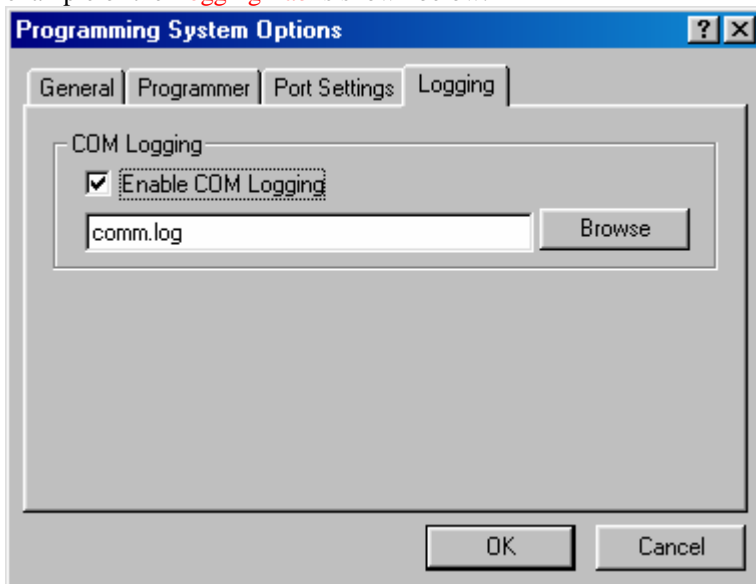 Programming System Options
General Programmer Port Settings Logging
COM Logging
Enable COM Logging
comm.log Browse
OK Cancel